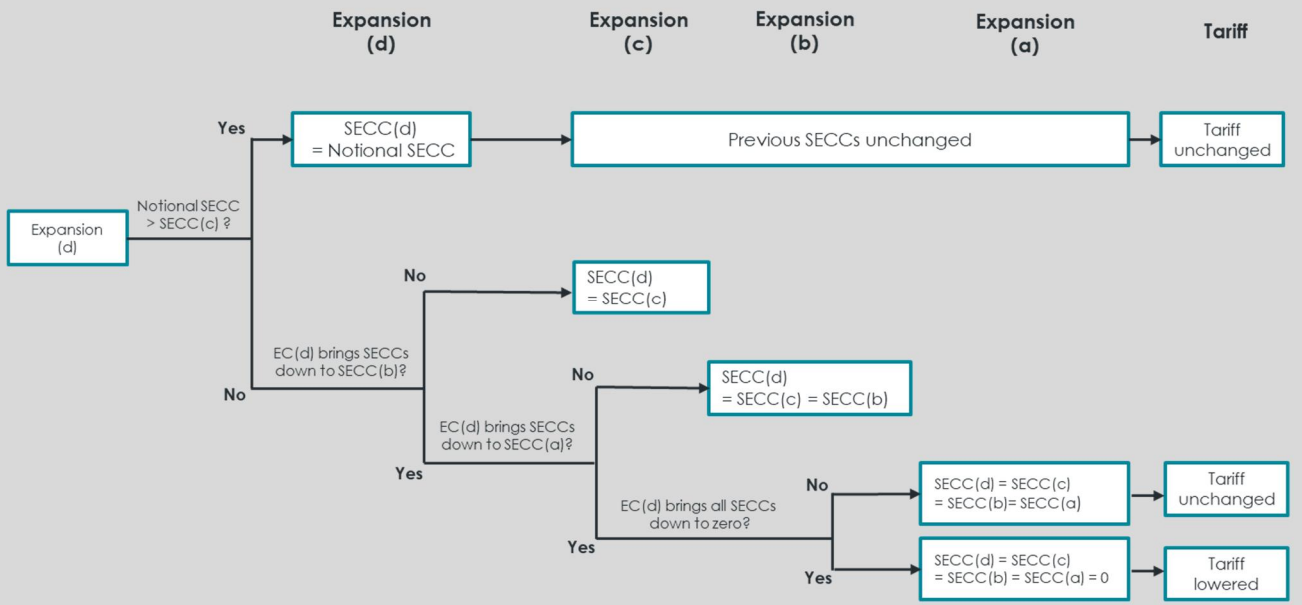 Expansion
(d)
Expansion
(c)
Expansion
(b)
Expansion
(a)
Tariff
Yes
SECC(d)
= Notional SECC
Previous SECCs unchanged
Tariff
unchanged
Notional SECC
> SECC(c) ?
Expansion
(d)
No
SECC(d)
= SECC(c)
EC(d) brings SECCs
down to SECC(b)?
No
No
SECC(d)
= SECC(c) = SECC(b)
EC(d) brings SECCs
down to SECC(a)?
Yes
No
SECC(d) = SECC(c)
= SECC(b)= SECC(a)
Tariff
unchanged
EC(d) brings all SECCs
down to zero?
Yes
Yes
SECC(d) = SECC(c)
= SECC(b) = SECC(a) = 0
Tariff
lowered